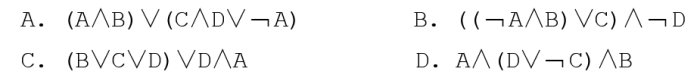 A. (A∧B)∨(C∧D∨¬A) B. ((¬A∧B)∨C)∧¬D
C. (B∨C∨D)∨D∧A D. A∧(D∨¬C)∧B